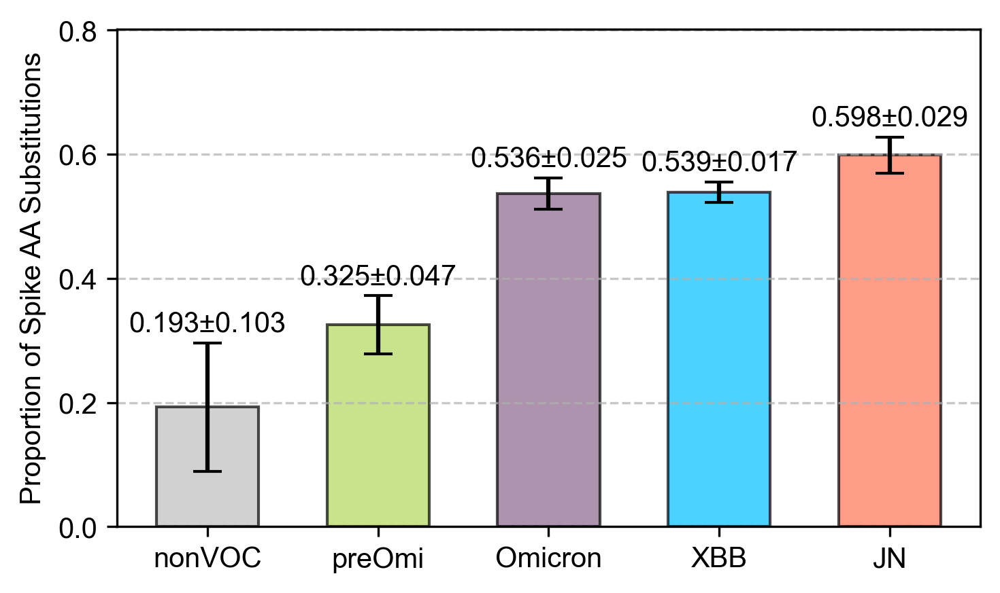 0.8
0.6
0.4
0.2
0.0
Proportion of Spike AA Substitutions
0.193±0.103
0.325±0.047
0.536±0.025
0.539±0.017
0.598±0.029
nonVOC
preOmi
Omicron
XBB
JN